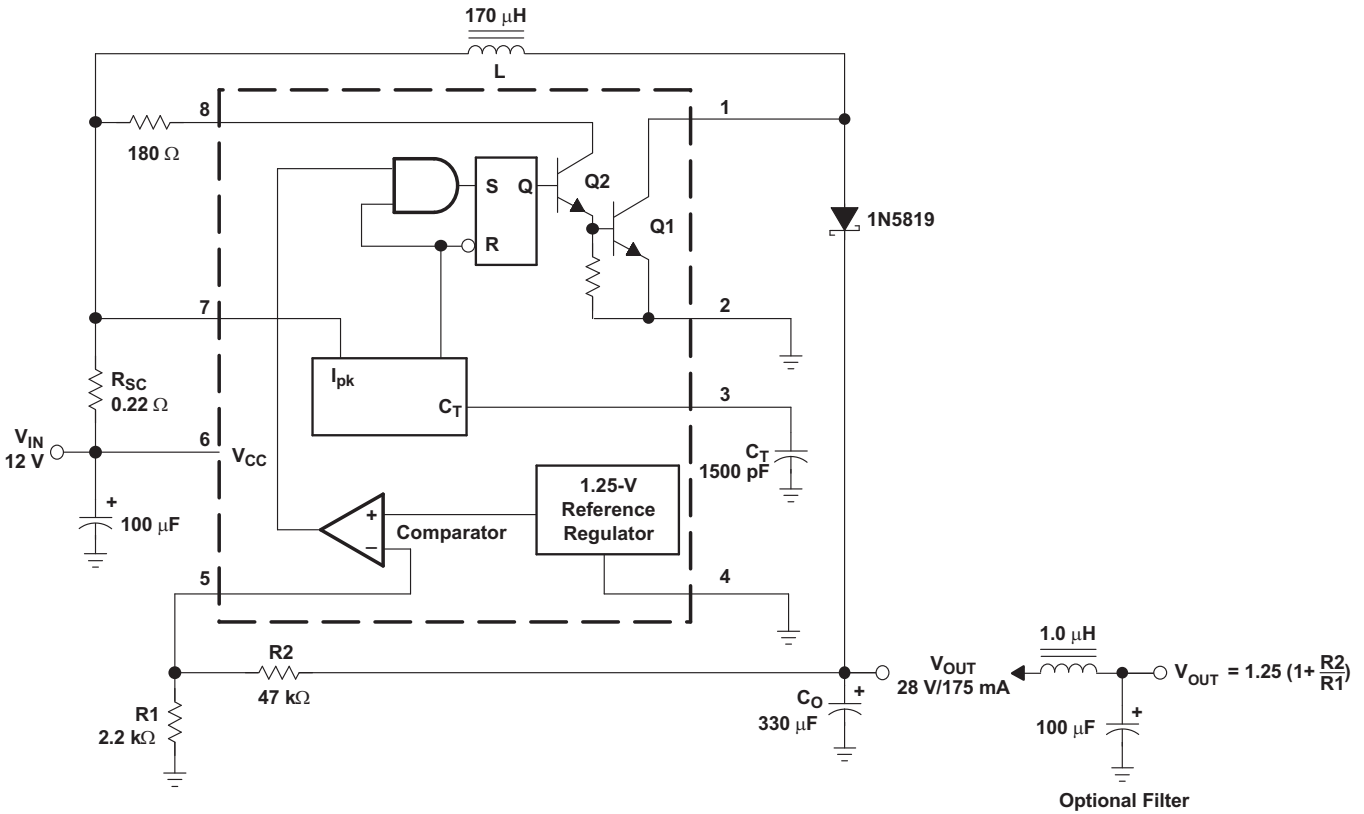 170 μH
L
8
1
180 Ω
S
Q
R
Q2
Q1
1N5819
7
2
RSC
0.22 Ω
Ipk
CT
3
VIN
12 V
6
VCC
CT
1500 pF
+
100 μF
+
–
Comparator
1.25-V
Reference
Regulator
5
4
R2
47 kΩ
R1
2.2 kΩ
VOUT
28 V/175 mA
CO
330 μF
+
1.0 μH
VOUT = 1.25 (1+ R2/R1)
+
100 μF
Optional Filter